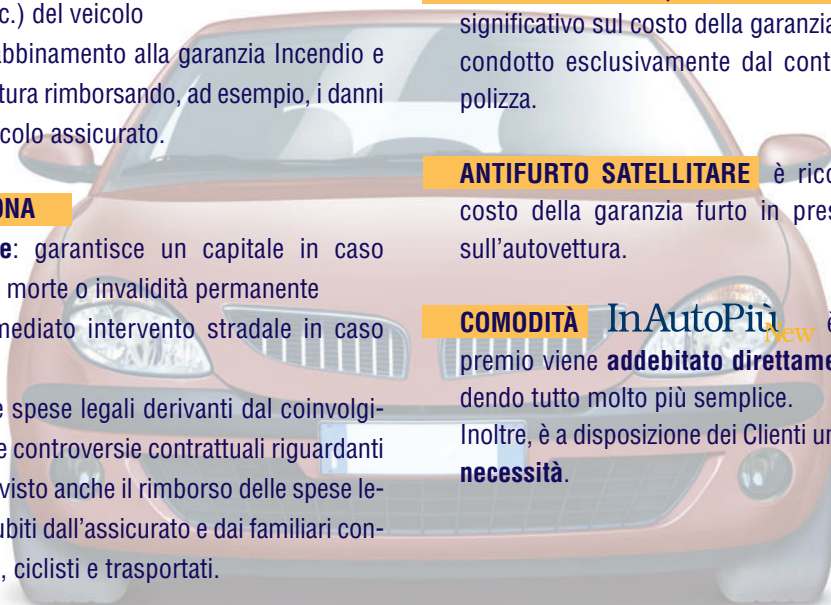 c.) del veicolo
abbinamento alla garanzia Incendio e
tura rimborsando, ad esempio, i danni
colo assicurato.
ONA
e: garantisce un capitale in caso
morte o invalidità permanente
mediato intervento stradale in caso
e spese legali derivanti dal coinvolgi-
e controversie contrattuali riguardanti
visto anche il rimborso delle spese le-
ubiti dall'assicurato e dai familiari con-
, ciclisti e trasportati.
significativo sul costo della garanzia
condotto esclusivamente dal cont
polizza.
ANTIFURTO SATELLITARE è rico
costo della garanzia furto in pres
sull'autovettura.
COMODITÀ InAutoPiù New è
premio viene addebitato direttame
dendo tutto molto più semplice.
Inoltre, è a disposizione dei Clienti un
necessità.